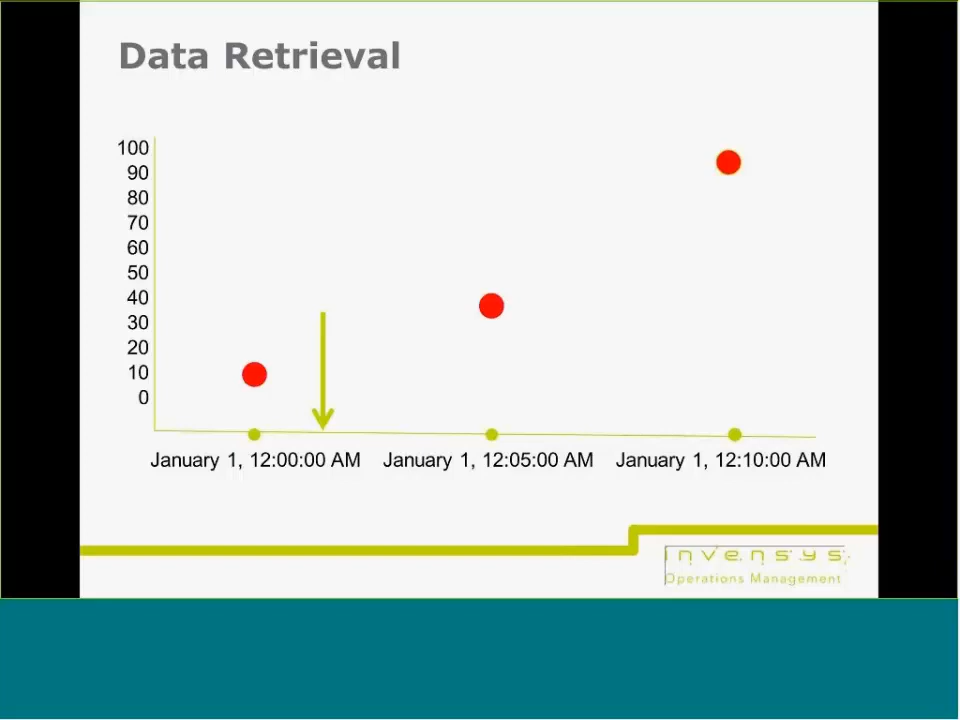 Data Retrieval
100
90
80
70
60
50
40
30
20
10
0
January 1, 12:00:00 AM January 1, 12:05:00 AM January 1, 12:10:00 AM
invensys
Operations Management